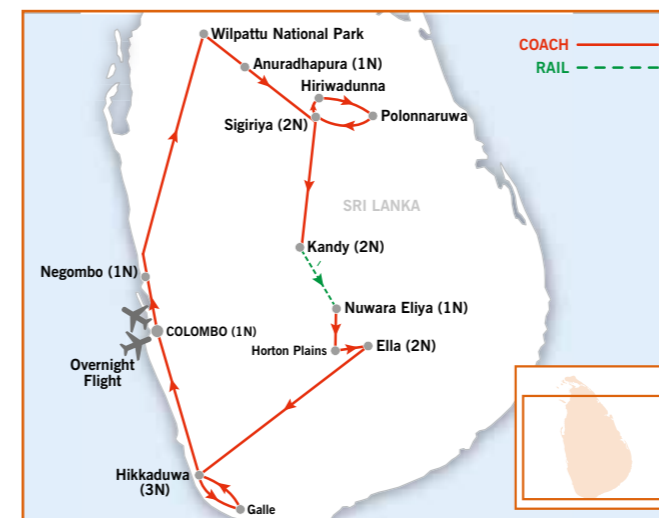 Wilpattu National Park
COACH
RAIL
Anuradhapura (1N)
Hiriwadunna
Polonnaruwa
Sigiriya (2N)
SRI LANKA
Kandy (2N)
Negombo (1N)
Nuwara Eliya (1N)
COLOMBO (1N)
Ella (2N)
Horton Plains
Overnight
Flight
Hikkaduwa
(3N)
Galle